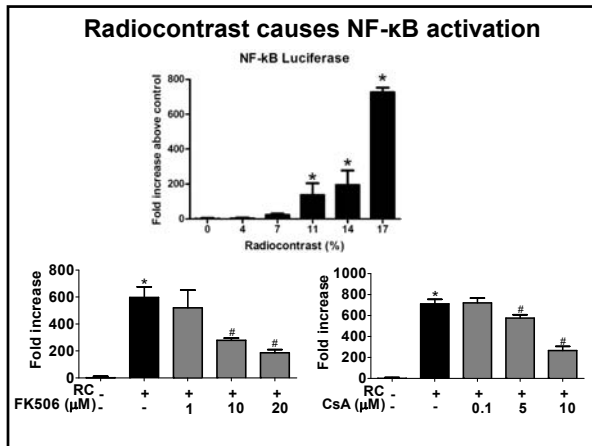 Radiocontrast causes NF-κB activation
NF-kB Luciferase
Fold increase above control
800
600
400
200
0
*
*
*
0 4 7 11 14 17
Radiocontrast (%)
Fold increase
800
600
400
200
0
*
#
#
RC - + + + +
FK506 (μM) - - 1 10 20
Fold increase
1000
800
600
400
200
0
*
#
#
RC - + + + +
CsA (μM) - - 0.1 5 10